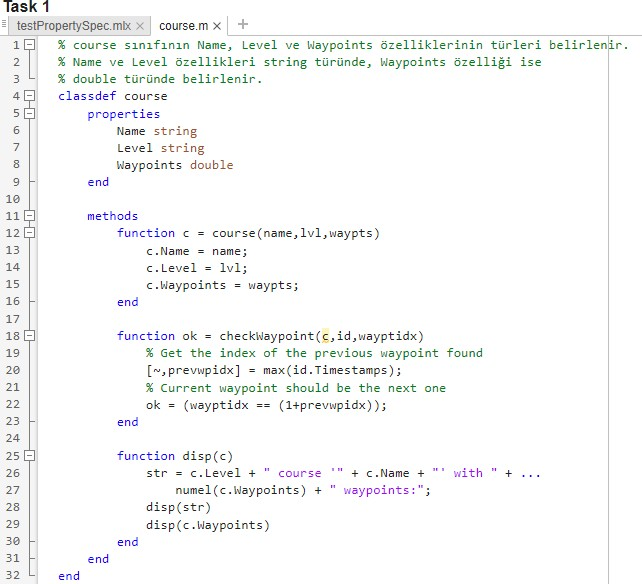 Task 1
testPropertySpec.mlx × course.m × +
1 % course sınıfının Name, Level ve Waypoints özelliklerinin türleri belirlenir.
2 % Name ve Level özellikleri string türünde, Waypoints özelliği ise
3 % double türünde belirlenir.
4 classdef course
5 properties
6 Name string
7 Level string
8 Waypoints double
9 end
10
11 methods
12 function c = course(name,lvl,waypts)
13 c.Name = name;
14 c.Level = lvl;
15 c.Waypoints = waypts;
16 end
17
18 function ok = checkWaypoint(c,id,wayptidx)
19 % Get the index of the previous waypoint found
20 [~,prevwpidx] = max(id.Timestamps);
21 % Current waypoint should be the next one
22 ok = (wayptidx == (1+prevwpidx));
23 end
24
25 function disp(c)
26 str = c.Level + " course '" + c.Name + "' with " + ...
27 numel(c.Waypoints) + " waypoints:";
28 disp(str)
29 disp(c.Waypoints)
30 end
31 end
32 end